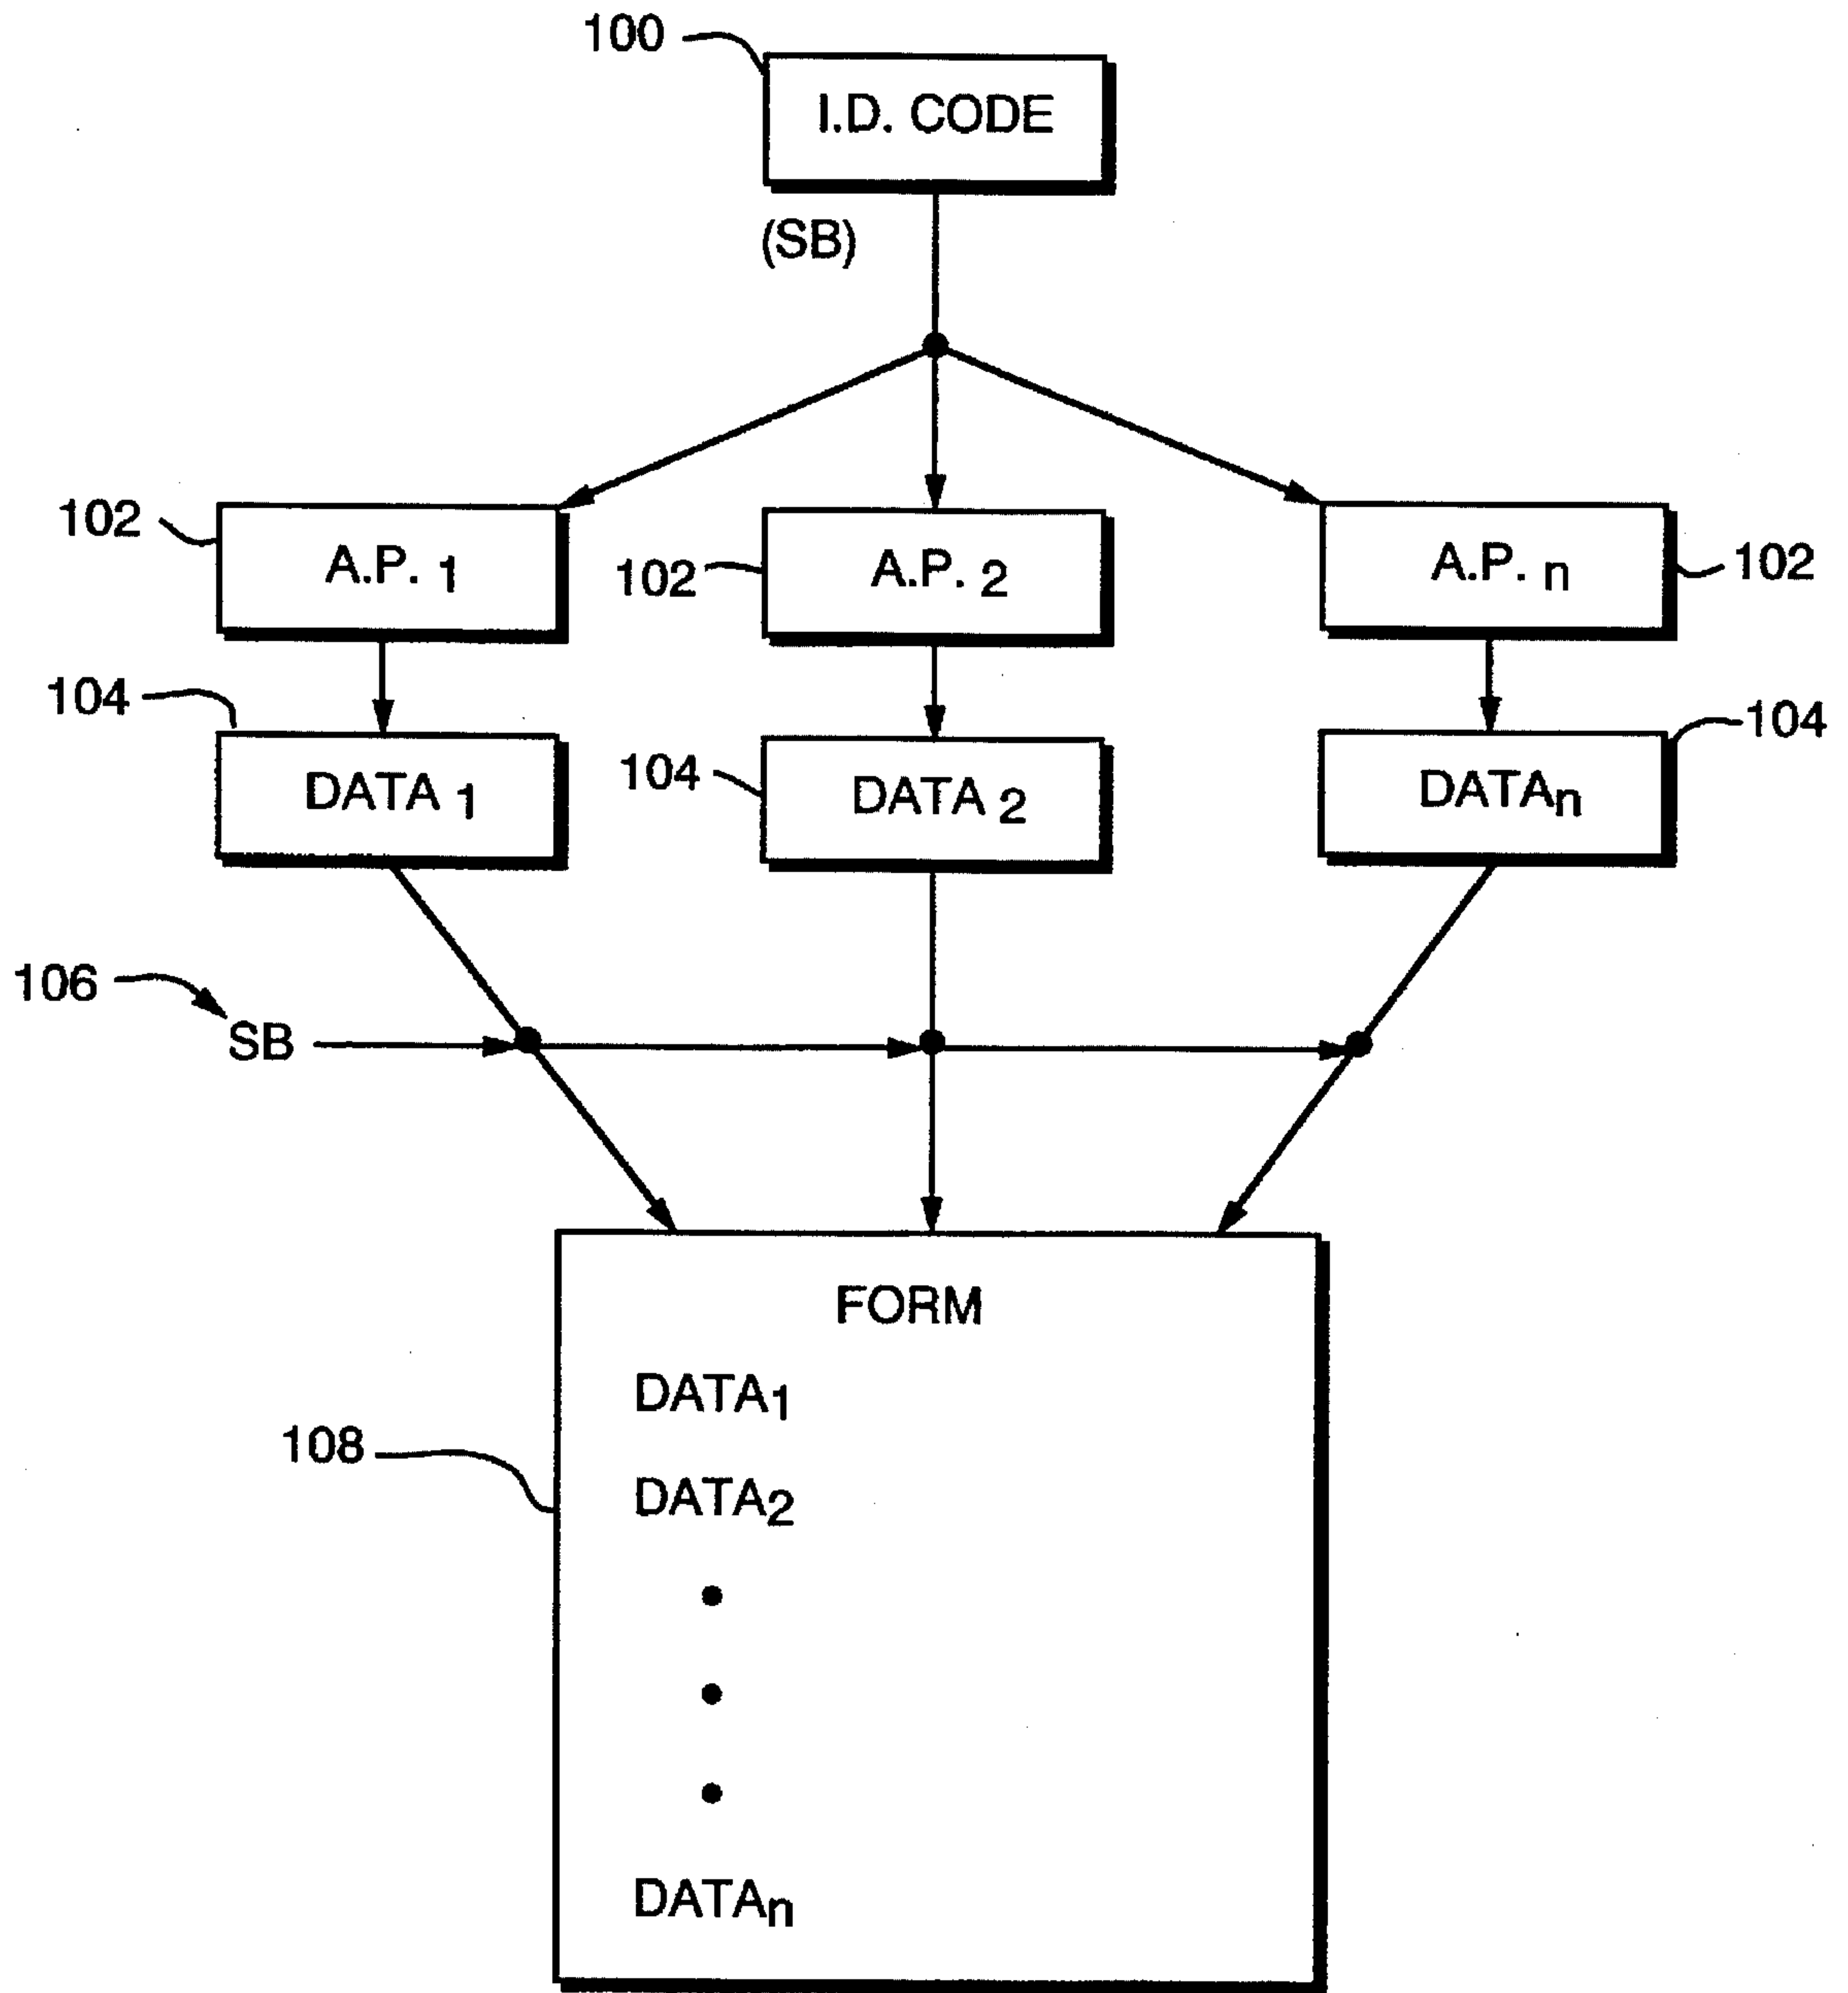 100
I.D. CODE
(SB)
102
A.P. 1
102
A.P. 2
A.P. n
102
104
DATA 1
104
DATA 2
DATAn
104
106
SB
FORM
DATA1
108
DATA2
DATAn